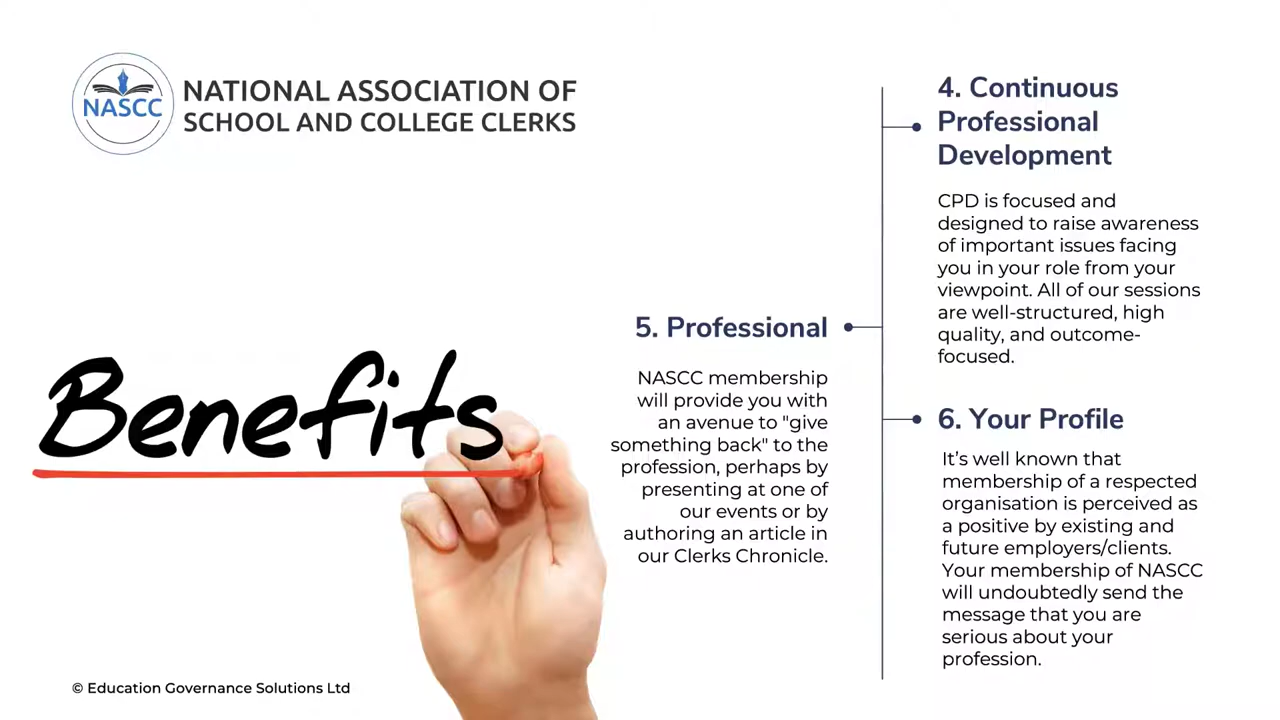 NASCC
NATIONAL ASSOCIATION OF
SCHOOL AND COLLEGE CLERKS
Benefits
4. Continuous
Professional
Development
CPD is focused and
designed to raise awareness
of important issues facing
you in your role from your
viewpoint. All of our sessions
are well-structured, high
quality, and outcome-
focused.
5. Professional
NASCC membership
will provide you with
an avenue to "give
something back" to the
profession, perhaps by
presenting at one of
our events or by
authoring an article in
our Clerks Chronicle.
6. Your Profile
It’s well known that
membership of a respected
organisation is perceived as
a positive by existing and
future employers/clients.
Your membership of NASCC
will undoubtedly send the
message that you are
serious about your
profession.
© Education Governance Solutions Ltd